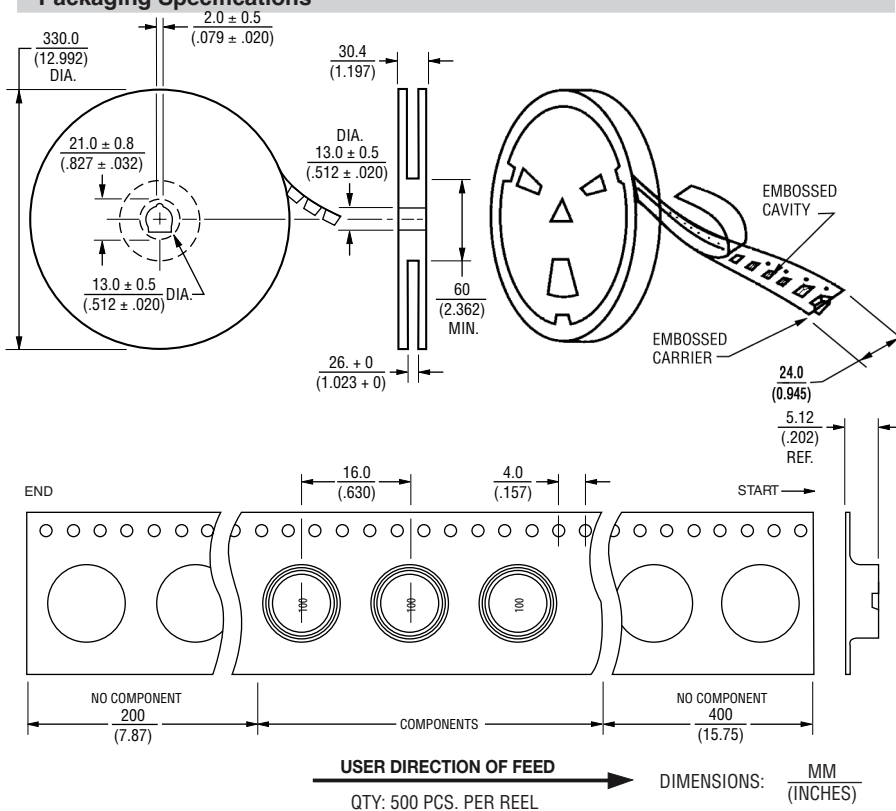 Packaging Specifications
2.0 ± 0.5
(.079 ± .020)
330.0
(12.992)
DIA.
30.4
(1.197)
21.0 ± 0.8
(.827 ± .032)
DIA.
13.0 ± 0.5
(.512 ± .020)
EMBOSSED
CAVITY
13.0 ± 0.5
(.512 ± .020) DIA.
60
(2.362)
MIN.
EMBOSSED
CARRIER
26. + 0
(1.023 + 0)
24.0
(0.945)
5.12
(.202)
REF.
16.0
(.630)
4.0
(.157)
END
START
100
100
100
NO COMPONENT
200
(7.87)
COMPONENTS
NO COMPONENT
400
(15.75)
USER DIRECTION OF FEED
QTY: 500 PCS. PER REEL
DIMENSIONS: MM
(INCHES)